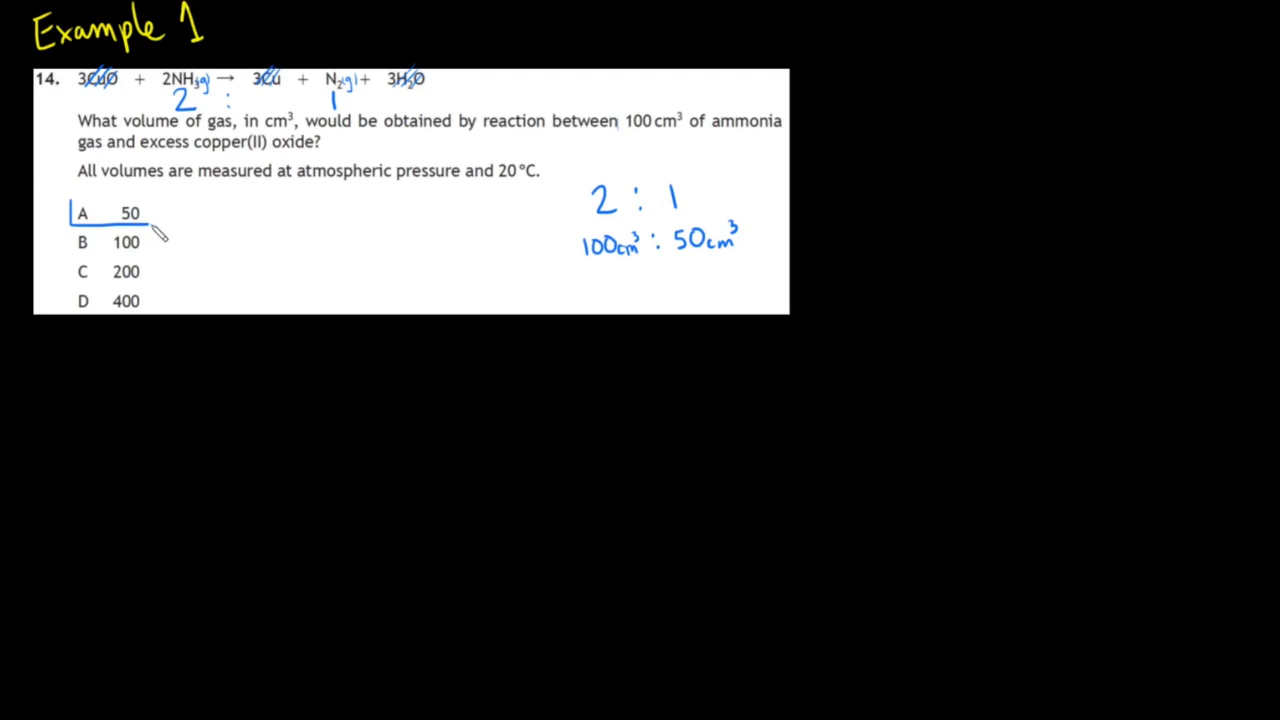 Example 1
14. 3CuO + 2NH₃(g) → 3Cu + N₂(g) + 3H₂O
2 : 1
What volume of gas, in cm³, would be obtained by reaction between 100 cm³ of ammonia
gas and excess copper(II) oxide?
All volumes are measured at atmospheric pressure and 20 °C.
2 : 1
A 50
100cm³ : 50cm³
B 100
C 200
D 400